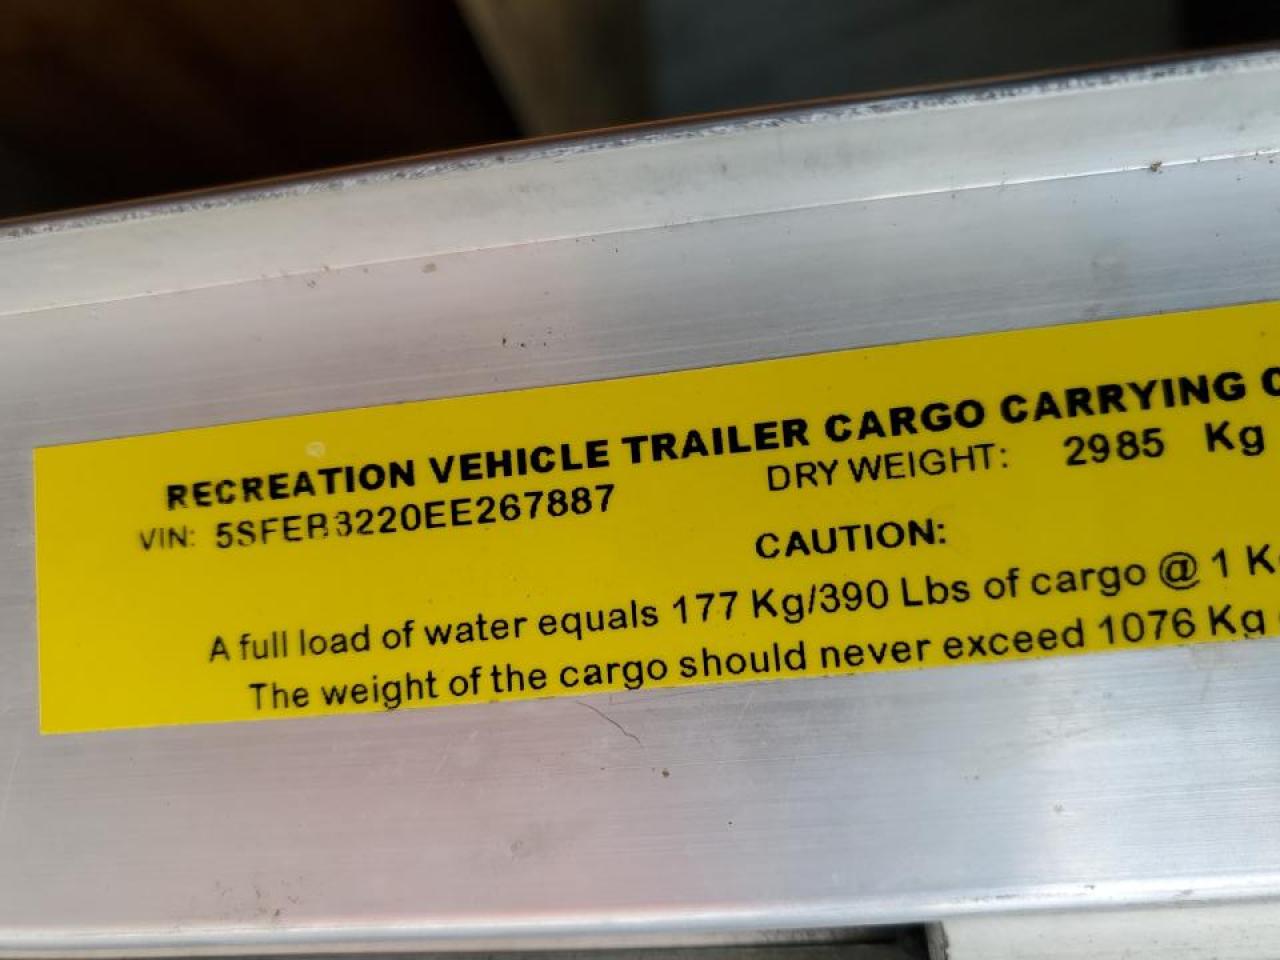 RECREATION VEHICLE TRAILER CARGO CARRYING
VIN: 5SFEB3220EE267887 DRY WEIGHT: 2985 Kg
CAUTION:
A full load of water equals 177 Kg/390 Lbs of cargo @ 1
The weight of the cargo should never exceed 1076 Kg